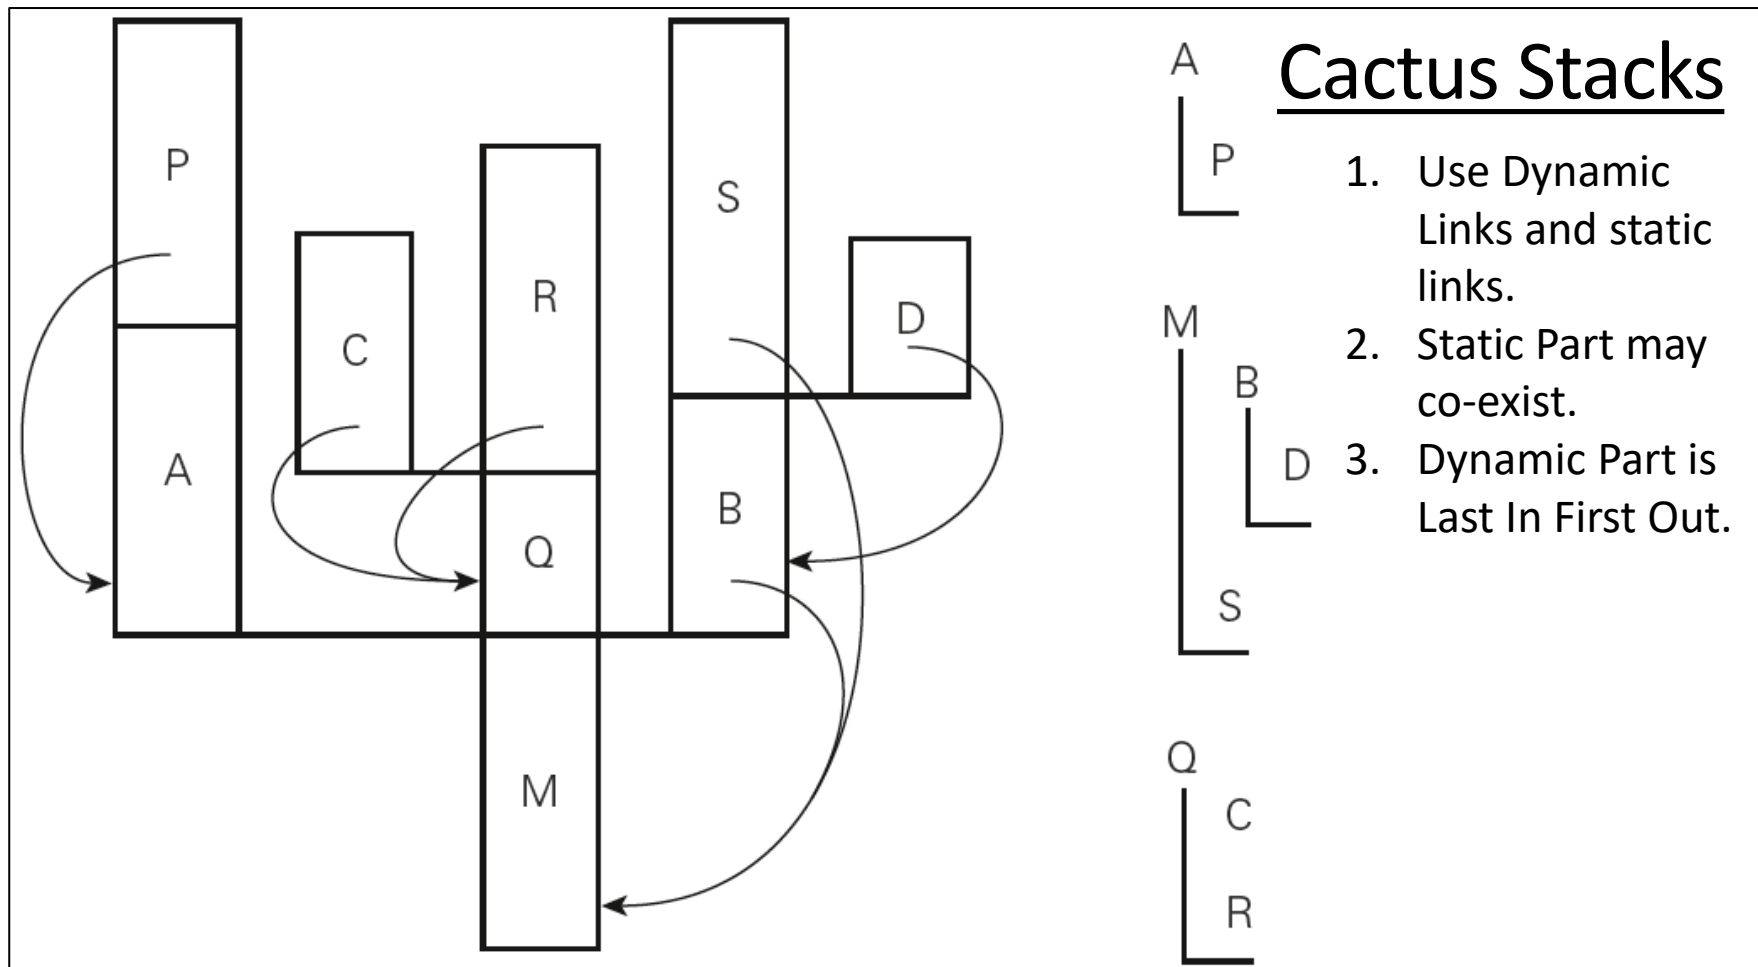 P
A
C
R
Q
M
S
B
D
A
P
M
B
D
S
Q
C
R
Cactus Stacks
1. Use Dynamic
Links and static
links.
2. Static Part may
co-exist.
3. Dynamic Part is
Last In First Out.